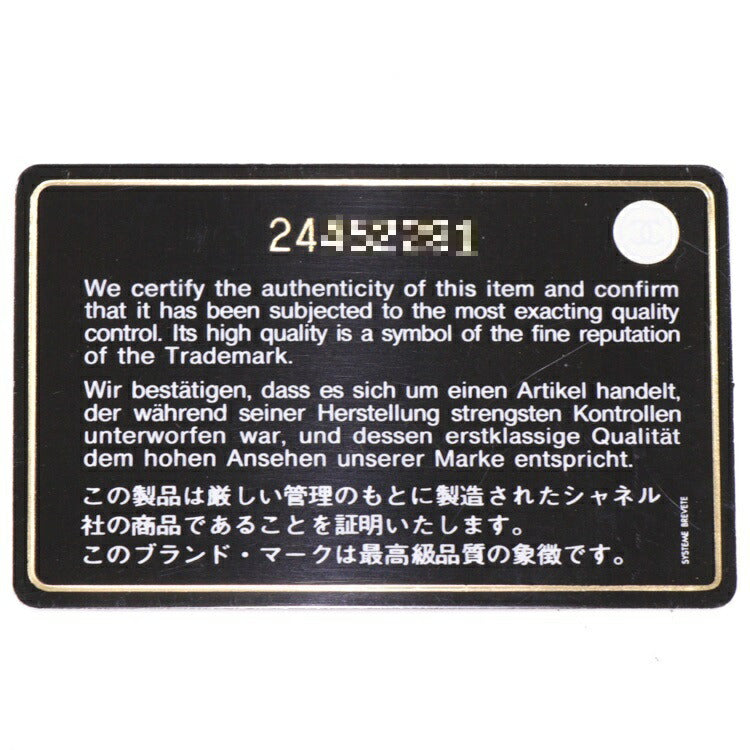 24
We certify the authenticity of this item and confirm
that it has been subjected to the most exacting quality
control. Its high quality is a symbol of the fine reputation
of the Trademark.
Wir bestätigen, dass es sich um einen Artikel handelt,
der während seiner Herstellung strengsten Kontrollen
unterworfen war, und dessen erstklassige Qualität
dem hohen Ansehen unserer Marke entspricht.
この製品は厳しい管理のもとに製造されたシャネル
社の商品であることを証明いたします。
このブランド・マークは最高級品質の象徴です。
SYSTEME BREVETE